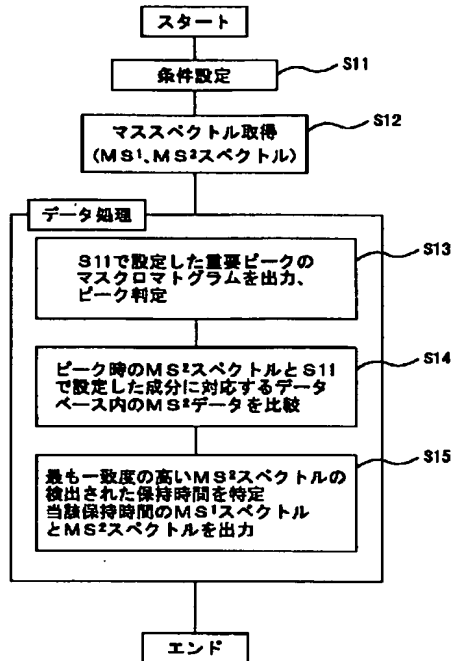 スタート
条件設定
S11
マススペクトル取得
(MS¹、MS²スペクトル)
S12
データ処理
S11で設定した重要ピークの
マスクロマトグラムを出力、
ピーク判定
S13
ピーク時のMS²スペクトルとS11
で設定した成分に対応するデータ
ベース内のMS²データを比較
S14
最も一致度の高いMS²スペクトルの
検出された保持時間を特定
当該保持時間のMS¹スペクトル
とMS²スペクトルを出力
S15
エンド